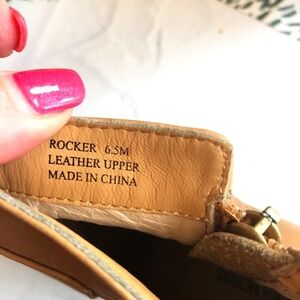 ROCKER 6.5M
LEATHER UPPER
MADE IN CHINA